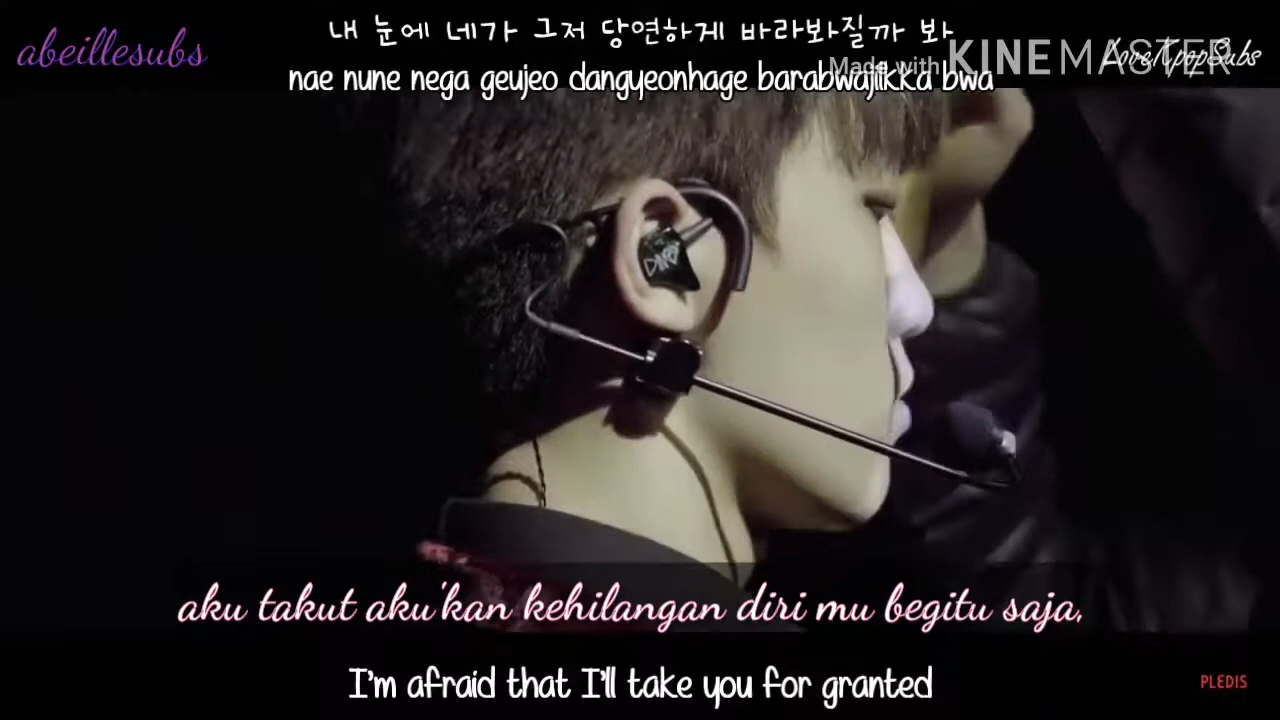 abeillesubs
내 눈에 네가 그저 당연하게 바라봐질까 봐
Made with KINEMASTER
LoveKpopSubs
nae nune nega geujeo dangyeonhage barabwajilkka bwa
DINO
aku takut aku'kan kehilangan diri mu begitu saja,
I'm afraid that I'll take you for granted
PLEDIS